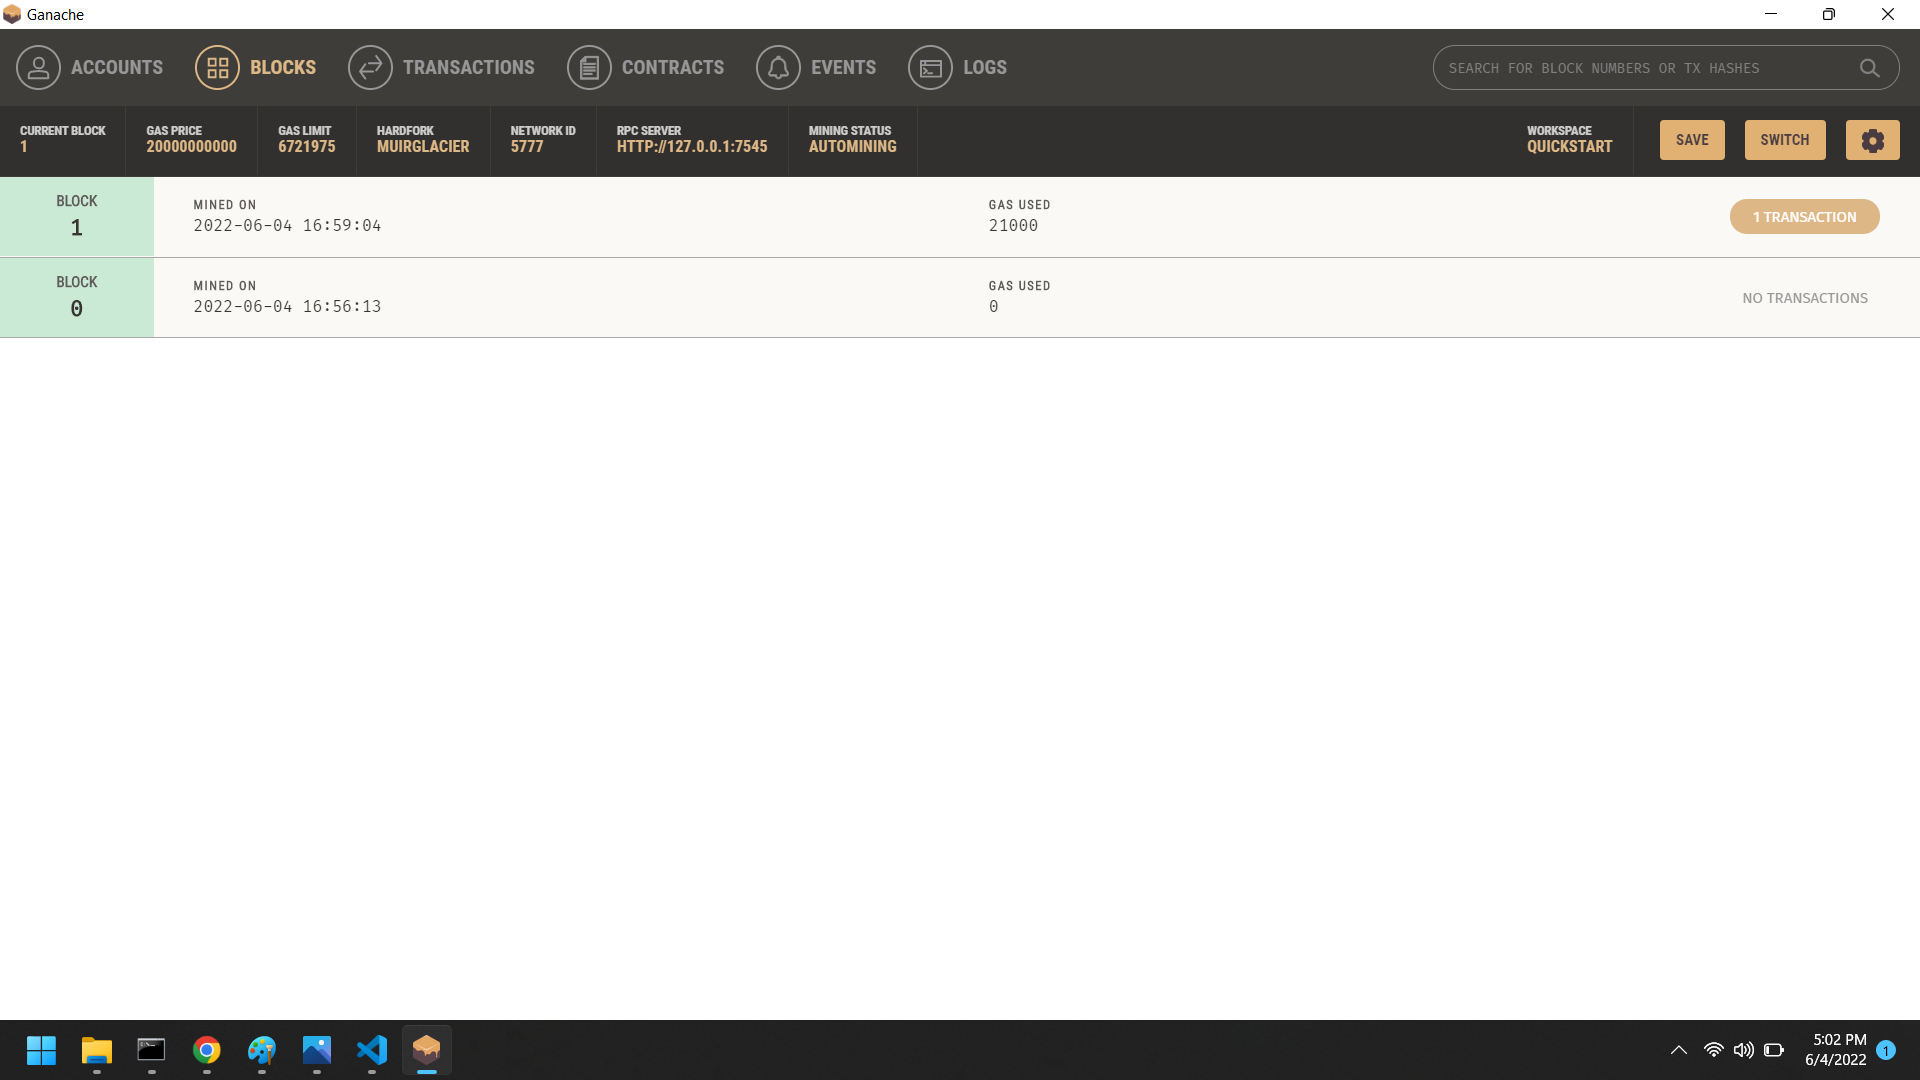 Ganache
ACCOUNTS BLOCKS TRANSACTIONS CONTRACTS EVENTS LOGS SEARCH FOR BLOCK NUMBERS OR TX HASHES
CURRENT BLOCK GAS PRICE GAS LIMIT HARDFORK NETWORK ID RPC SERVER MINING STATUS WORKSPACE
1 20000000000 6721975 MUIRGLACIER 5777 HTTP://127.0.0.1:7545 AUTOMINING QUICKSTART SAVE SWITCH
BLOCK MINED ON GAS USED
1 2022-06-04 16:59:04 21000 1 TRANSACTION
BLOCK MINED ON GAS USED
0 2022-06-04 16:56:13 0 NO TRANSACTIONS
5:02 PM
6/4/2022 1